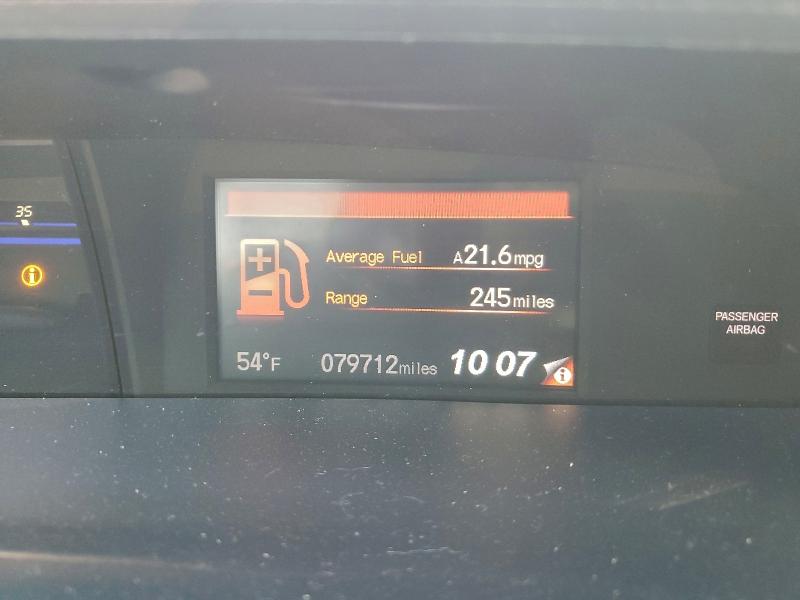 35
Average Fuel A21.6mpg
Range 245miles
54°F 079712miles 10 07
PASSENGER
AIRBAG